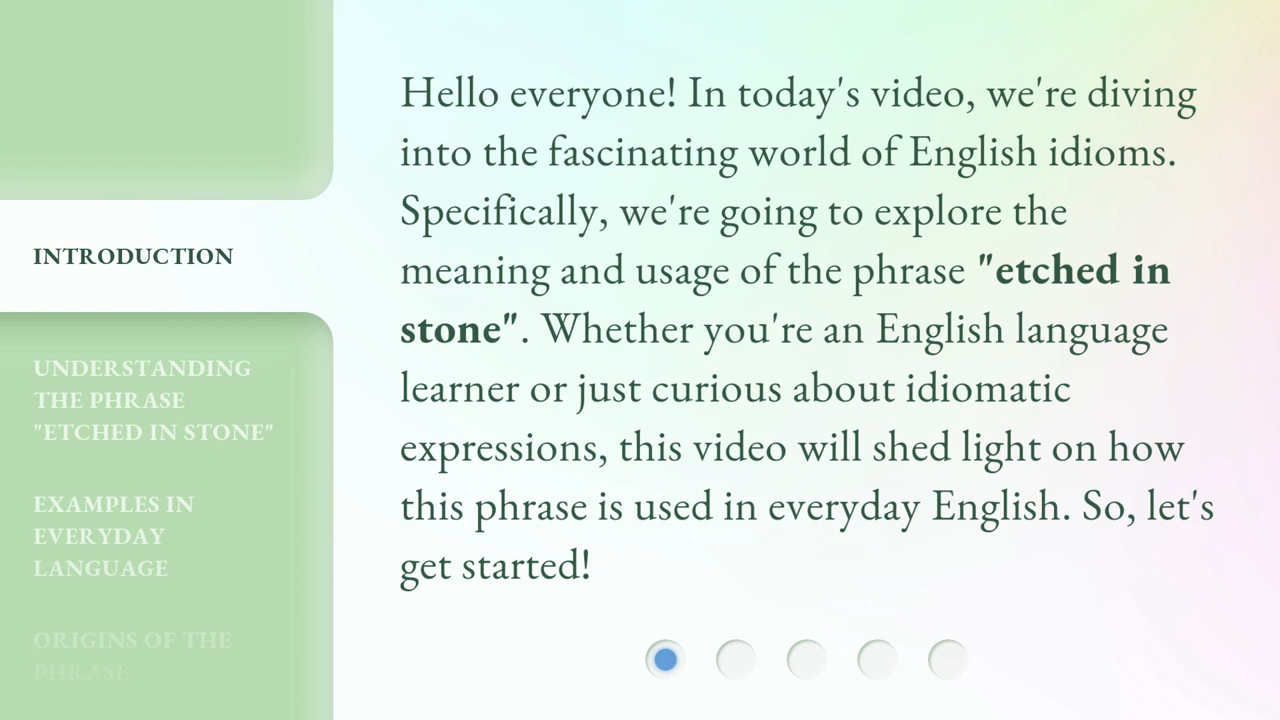 INTRODUCTION
UNDERSTANDING
THE PHRASE
"ETCHED IN STONE"
EXAMPLES IN
EVERYDAY
LANGUAGE
ORIGINS OF THE
PHRASE
Hello everyone! In today's video, we're diving
into the fascinating world of English idioms.
Specifically, we're going to explore the
meaning and usage of the phrase "etched in
stone". Whether you're an English language
learner or just curious about idiomatic
expressions, this video will shed light on how
this phrase is used in everyday English. So, let's
get started!